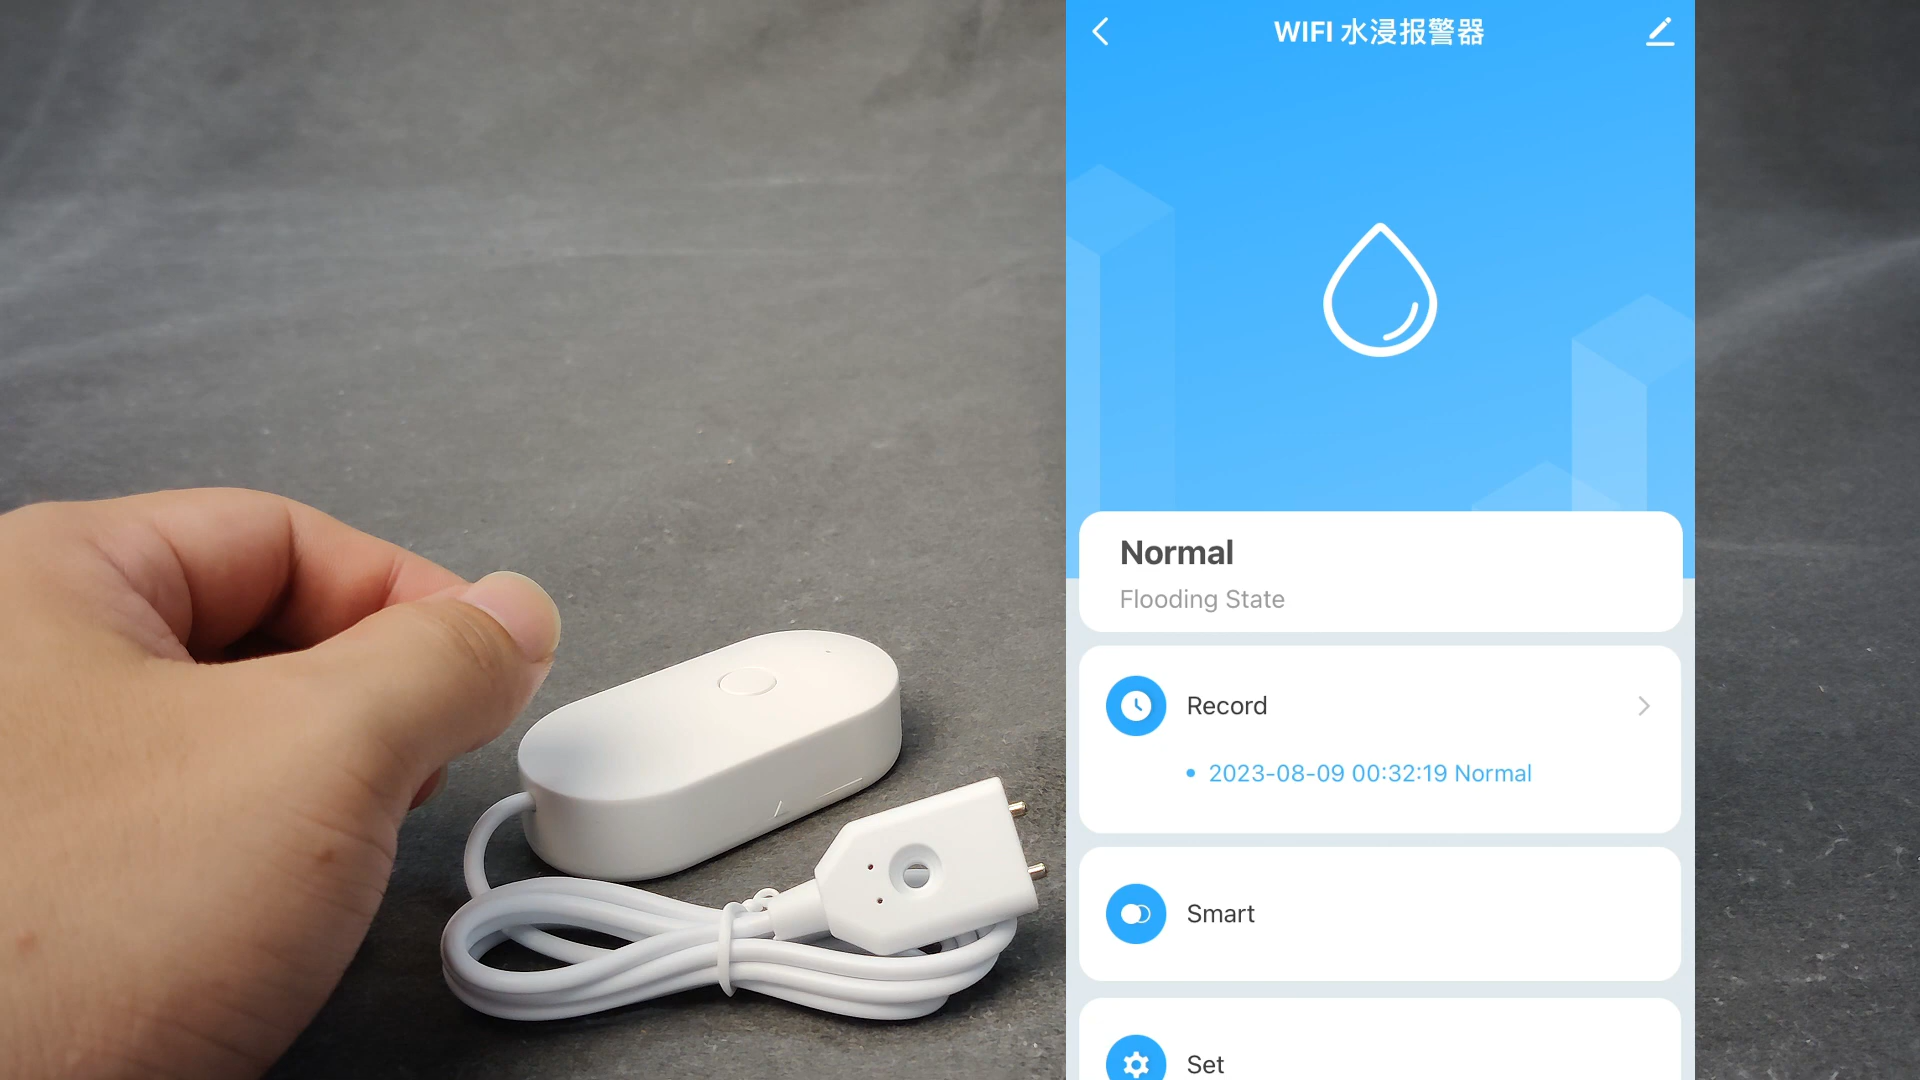 WIFI 水浸报警器
Normal
Flooding State
Record
2023-08-09 00:32:19 Normal
Smart
Set